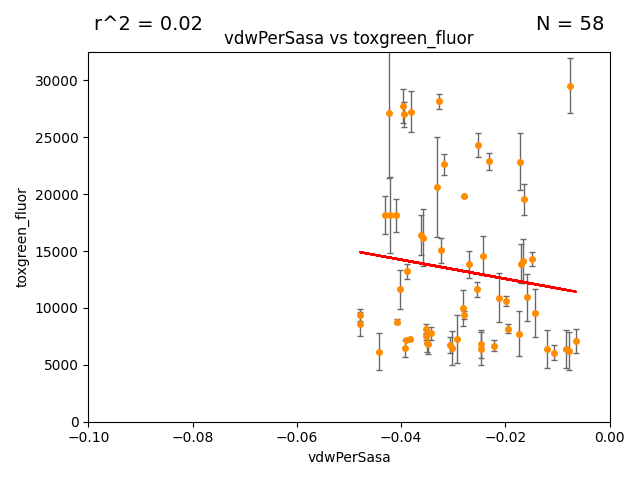 r^2 = 0.02
N = 58
vdwPerSasa vs toxgreen_fluor
30000
25000
20000
15000
10000
5000
0
toxgreen_fluor
−0.10
−0.08
−0.06
−0.04
−0.02
0.00
vdwPerSasa